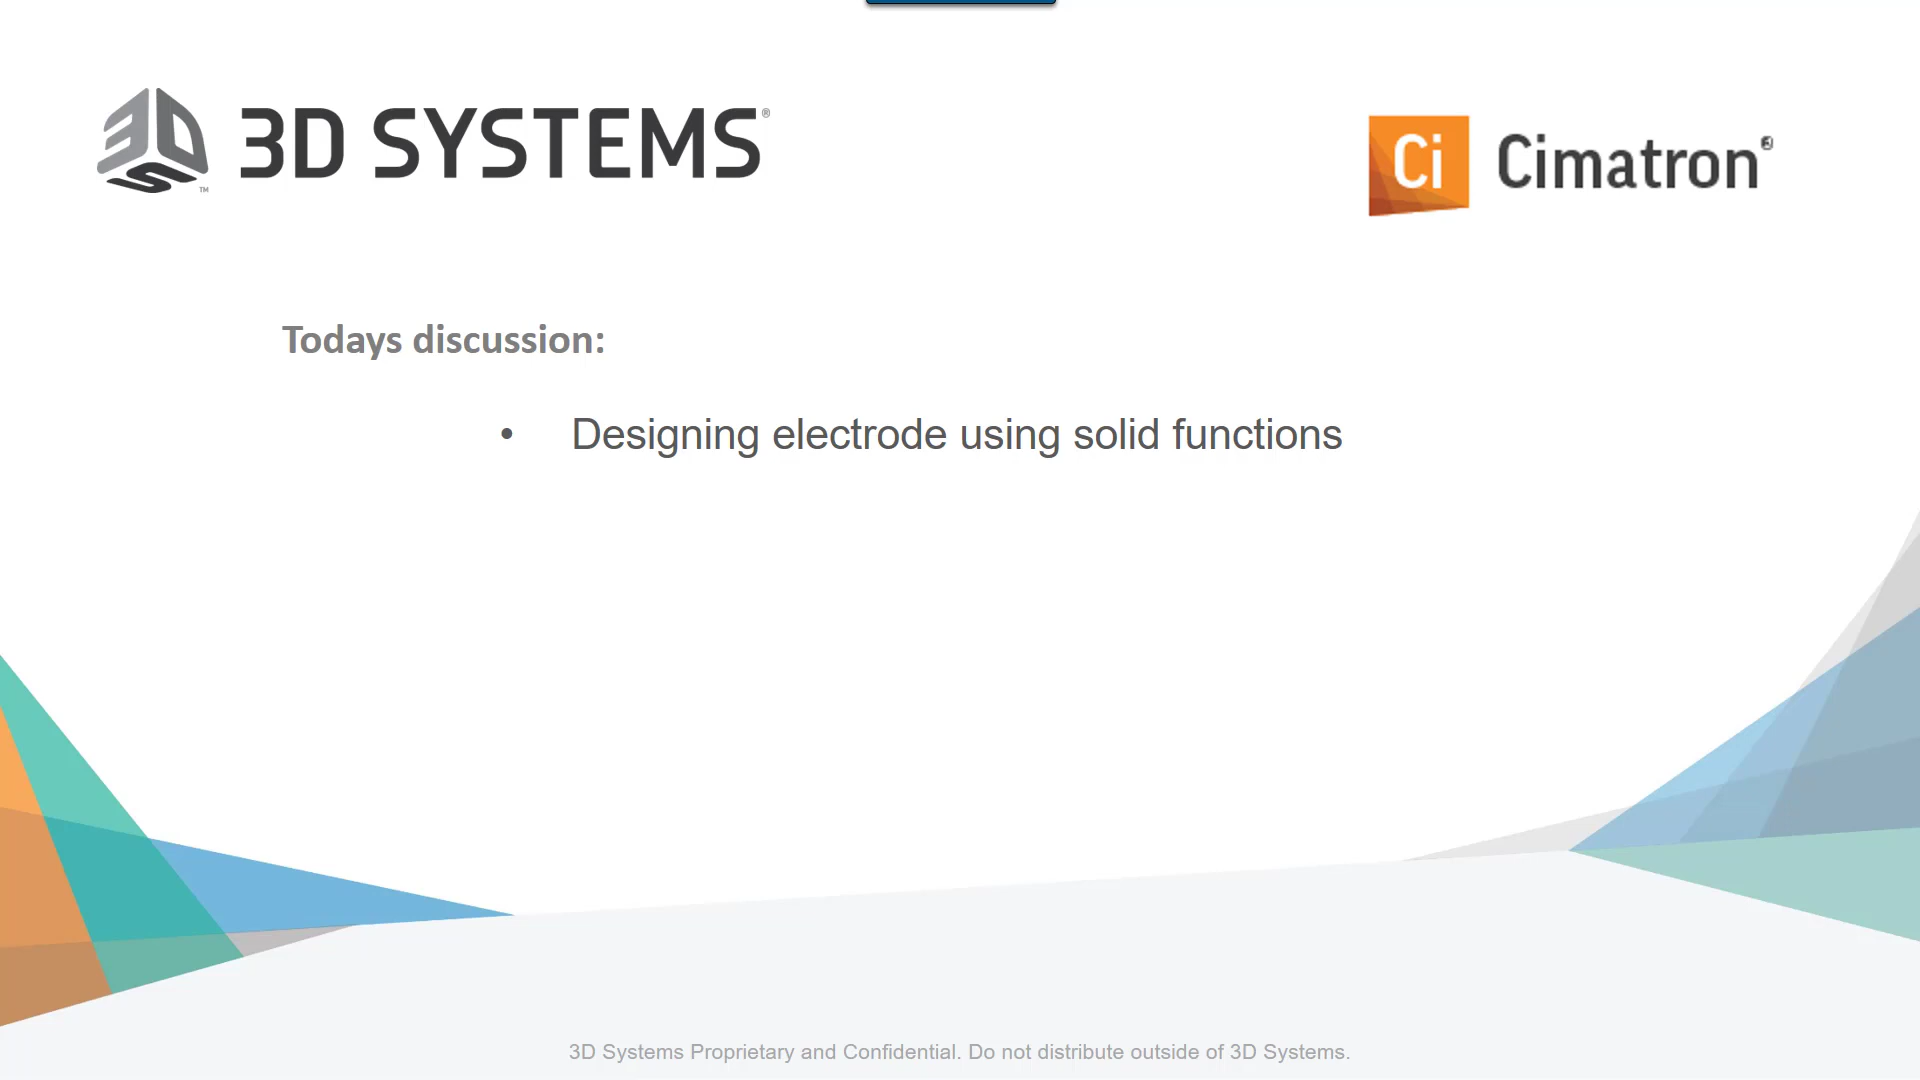 3D SYSTEMS®
Ci Cimatron®
Todays discussion:
• Designing electrode using solid functions
3D Systems Proprietary and Confidential. Do not distribute outside of 3D Systems.